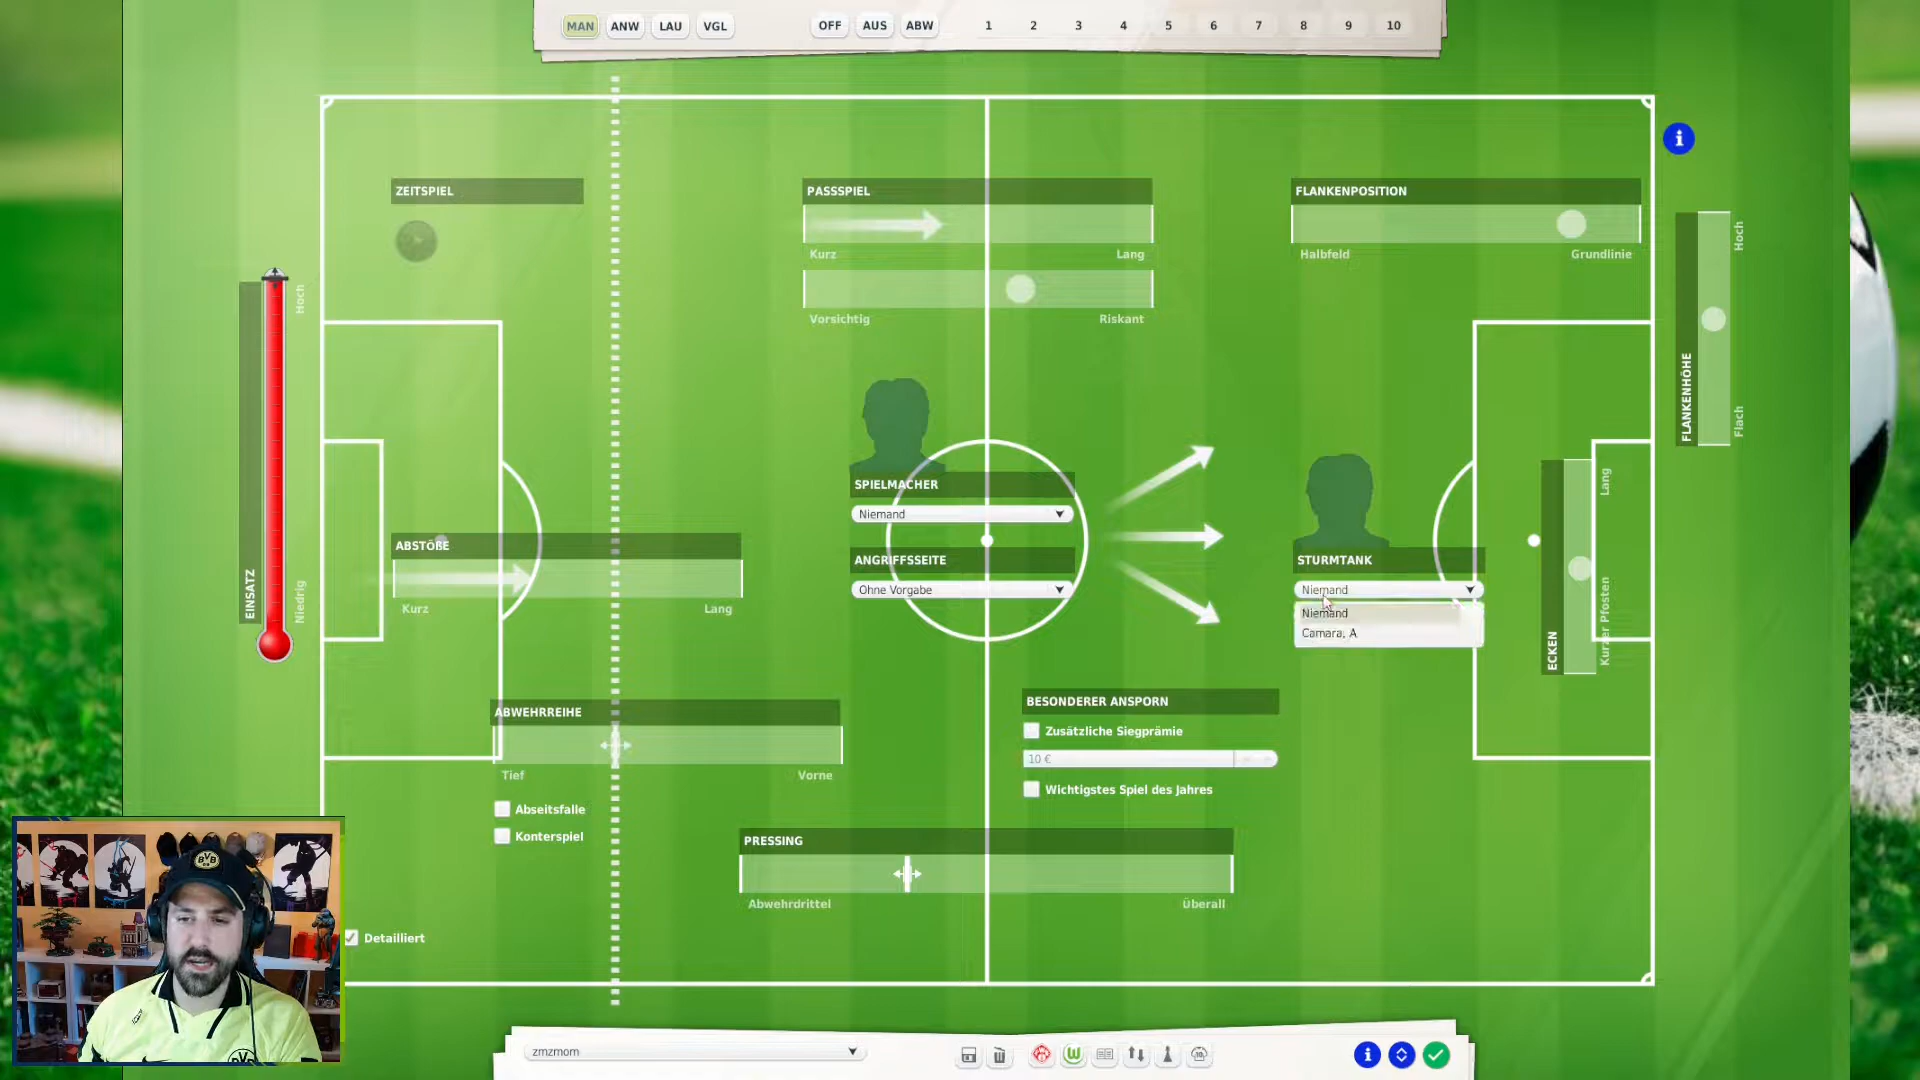 MAN ANW LAU VGL OFF AUS ABW 1 2 3 4 5 6 7 8 9 10
ZEITSPIEL
PASSSPIEL
Kurz Lang
Vorsichtig Riskant
FLANKENPOSITION
Halbfeld Grundlinie
FLANKENHÖHE
Hoch
Flach
EINSATZ
Hoch
Niedrig
SPIELMACHER
Niemand
ANGRIFFSSEITE
Ohne Vorgabe
ABSTÖßE
Kurz Lang
STURMTANK
Niemand
Niemand
Camara, A
ECKEN
Lang
Kurzer Pfosten
ABWEHRREIHE
Tief Vorne
Abseitsfalle
Konterspiel
BESONDERER ANSPORN
Zusätzliche Siegprämie
10 €
Wichtigstes Spiel des Jahres
PRESSING
Abwehrdrittel Überall
Detailliert
BVB
zmzmom